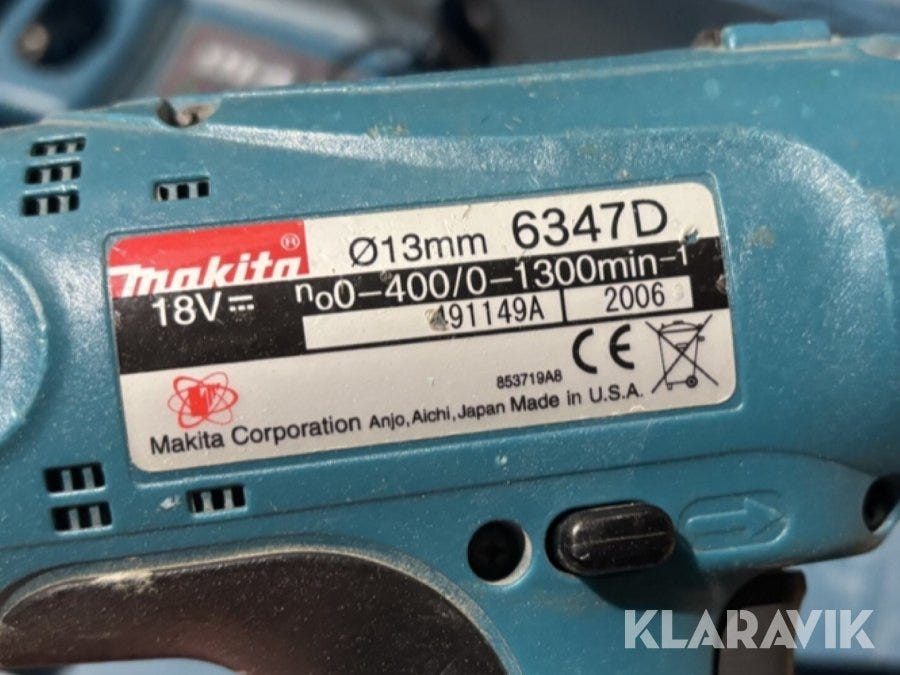 makita® Ø13mm 6347D
18V⎓ n₀0-400/0-1300min-1
491149A 2006
CE
853719A8
Makita Corporation Anjo, Aichi, Japan Made in U.S.A.
KLARAVIK